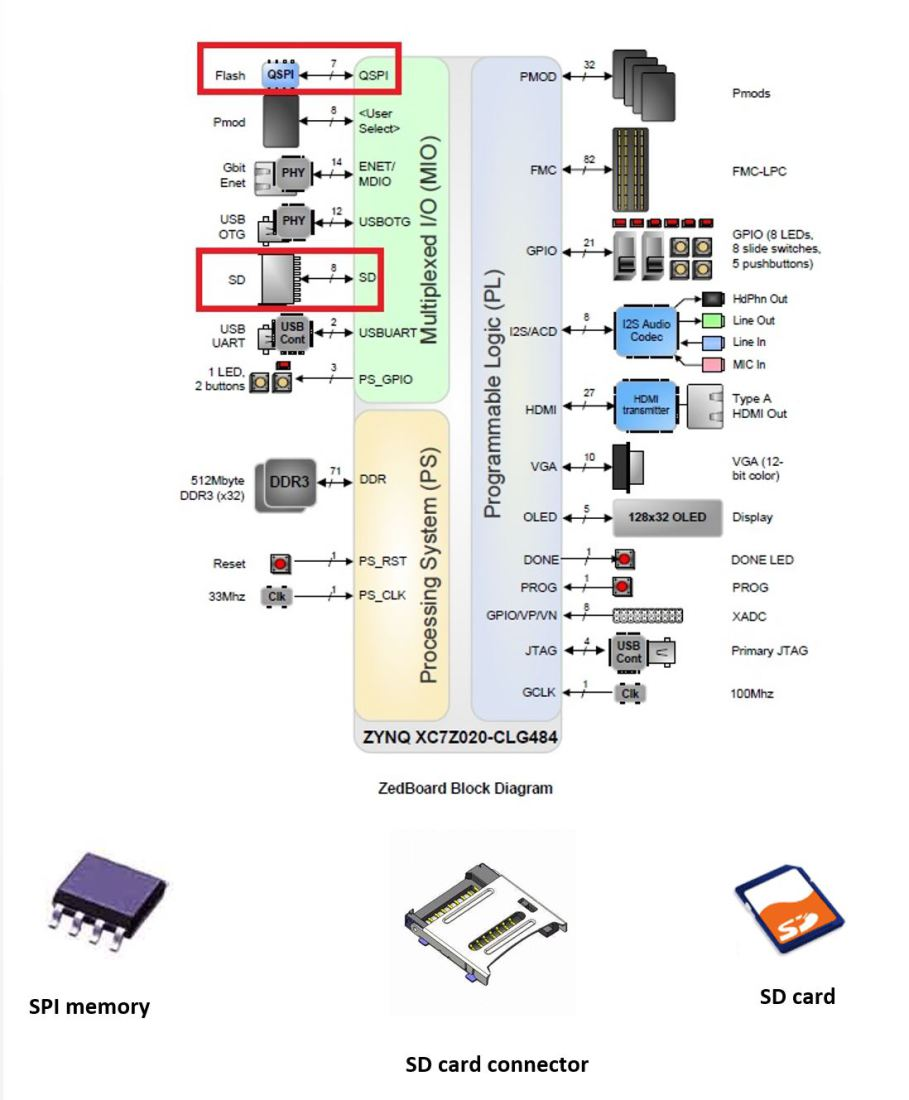 Flash
QSPI
7
QSPI
Pmod
8
<User
Select>
Gbit
Enet
PHY
14
ENET/
MDIO
USB
OTG
PHY
12
USBOTG
SD
8
SD
USB
UART
USB
Cont
2
USBUART
1 LED,
2 buttons
3
PS_GPIO
Multiplexed I/O (MIO)
512Mbyte
DDR3 (x32)
DDR3
71
DDR
Reset
1
PS_RST
33Mhz
Clk
1
PS_CLK
Processing System (PS)
Programmable Logic (PL)
PMOD
32
Pmods
FMC
82
FMC-LPC
GPIO
21
GPIO (8 LEDs,
8 slide switches,
5 pushbuttons)
I2S/ACD
8
I2S Audio
Codec
HdPhn Out
Line Out
Line In
MIC In
HDMI
27
HDMI
transmitter
Type A
HDMI Out
VGA
10
VGA (12-
bit color)
OLED
5
128x32 OLED
Display
DONE
1
DONE LED
PROG
1
PROG
GPIO/VP/VN
8
XADC
JTAG
4
USB
Cont
Primary JTAG
GCLK
1
Clk
100Mhz
ZYNQ XC7Z020-CLG484
ZedBoard Block Diagram
SD
SPI memory
SD card connector
SD card